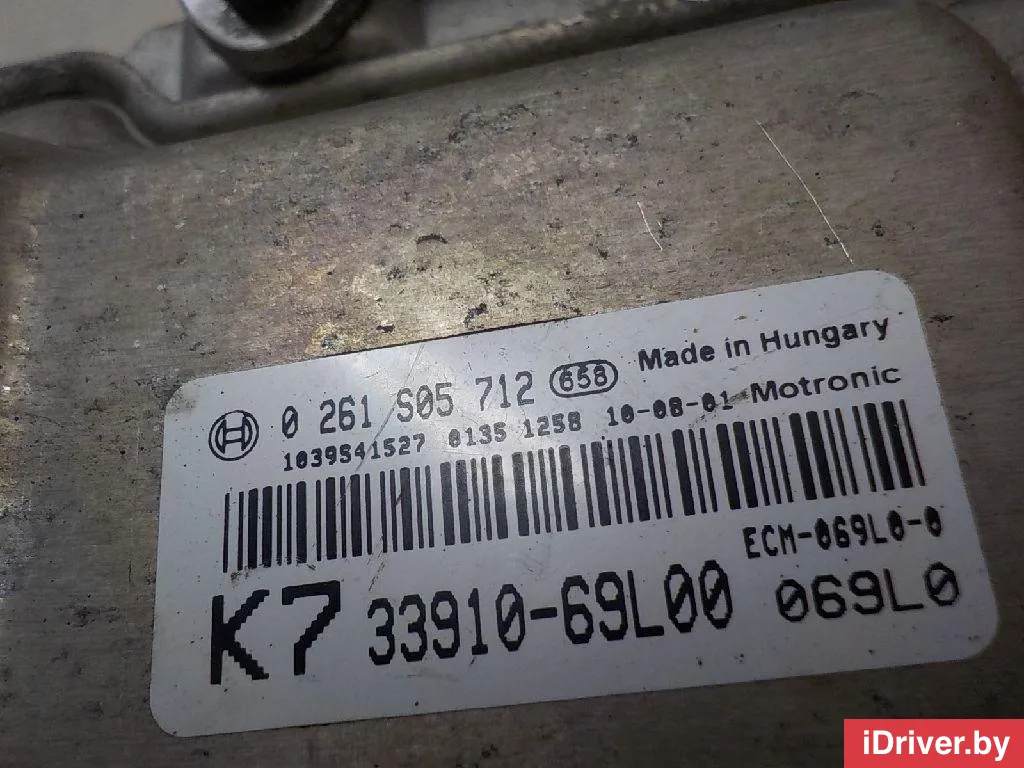 Made in Hungary
0 261 S05 712 658
1039S41527 0135 1258 10-08-01 *Motronic
ECM-069L0-0
K7 33910-69L00 069L0
iDriver.by